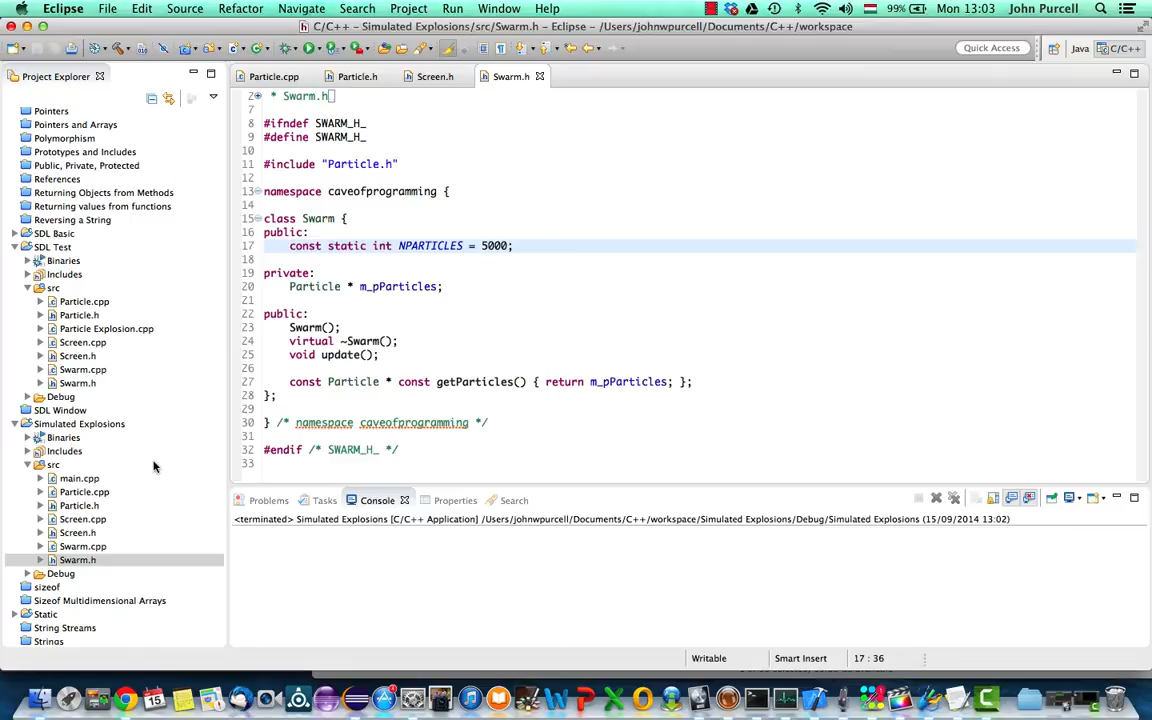 Eclipse File Edit Source Refactor Navigate Search Project Run Window Help 99% Mon 13:03 John Purcell
C/C++ - Simulated Explosions/src/Swarm.h - Eclipse - /Users/johnwpurcell/Documents/C++/workspace
Quick Access Java C/C++
Project Explorer
Pointers
Pointers and Arrays
Polymorphism
Prototypes and Includes
Public, Private, Protected
References
Returning Objects from Methods
Returning values from functions
Reversing a String
SDL Basic
SDL Test
Binaries
Includes
src
Particle.cpp
Particle.h
Particle Explosion.cpp
Screen.cpp
Screen.h
Swarm.cpp
Swarm.h
Debug
SDL Window
Simulated Explosions
Binaries
Includes
src
main.cpp
Particle.cpp
Particle.h
Screen.cpp
Screen.h
Swarm.cpp
Swarm.h
Debug
sizeof
Sizeof Multidimensional Arrays
Static
String Streams
Strings
Particle.cpp Particle.h Screen.h Swarm.h
2 * Swarm.h
7
8 #ifndef SWARM_H_
9 #define SWARM_H_
10
11 #include "Particle.h"
12
13 namespace caveofprogramming {
14
15 class Swarm {
16 public:
17 const static int NPARTICLES = 5000;
18
19 private:
20 Particle * m_pParticles;
21
22 public:
23 Swarm();
24 virtual ~Swarm();
25 void update();
26
27 const Particle * const getParticles() { return m_pParticles; };
28 };
29
30 } /* namespace caveofprogramming */
31
32 #endif /* SWARM_H_ */
33
Problems Tasks Console Properties Search
<terminated> Simulated Explosions [C/C++ Application] /Users/johnwpurcell/Documents/C++/workspace/Simulated Explosions/Debug/Simulated Explosions (15/09/2014 13:02)
Writable Smart Insert 17 : 36